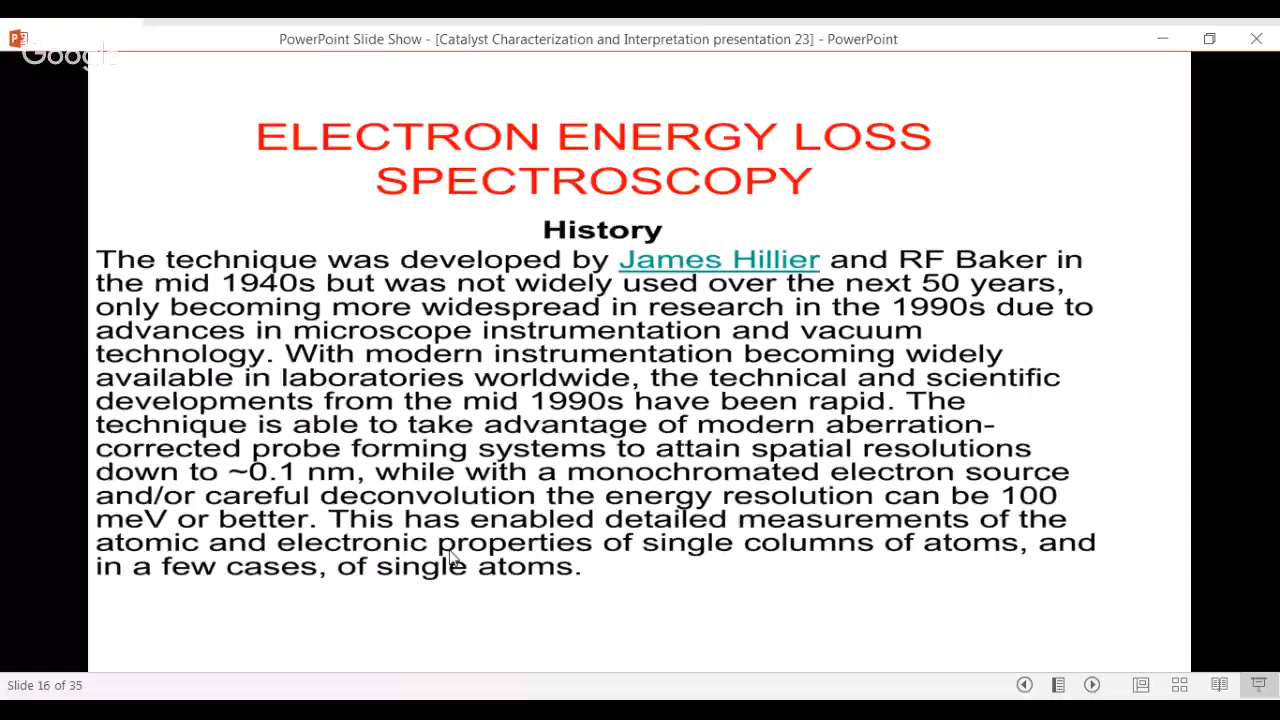 PowerPoint Slide Show - [Catalyst Characterization and Interpretation presentation 23] - PowerPoint
Google
ELECTRON ENERGY LOSS
SPECTROSCOPY
History
The technique was developed by James Hillier and RF Baker in
the mid 1940s but was not widely used over the next 50 years,
only becoming more widespread in research in the 1990s due to
advances in microscope instrumentation and vacuum
technology. With modern instrumentation becoming widely
available in laboratories worldwide, the technical and scientific
developments from the mid 1990s have been rapid. The
technique is able to take advantage of modern aberration-
corrected probe forming systems to attain spatial resolutions
down to ~0.1 nm, while with a monochromated electron source
and/or careful deconvolution the energy resolution can be 100
meV or better. This has enabled detailed measurements of the
atomic and electronic properties of single columns of atoms, and
in a few cases, of single atoms.
Slide 16 of 35